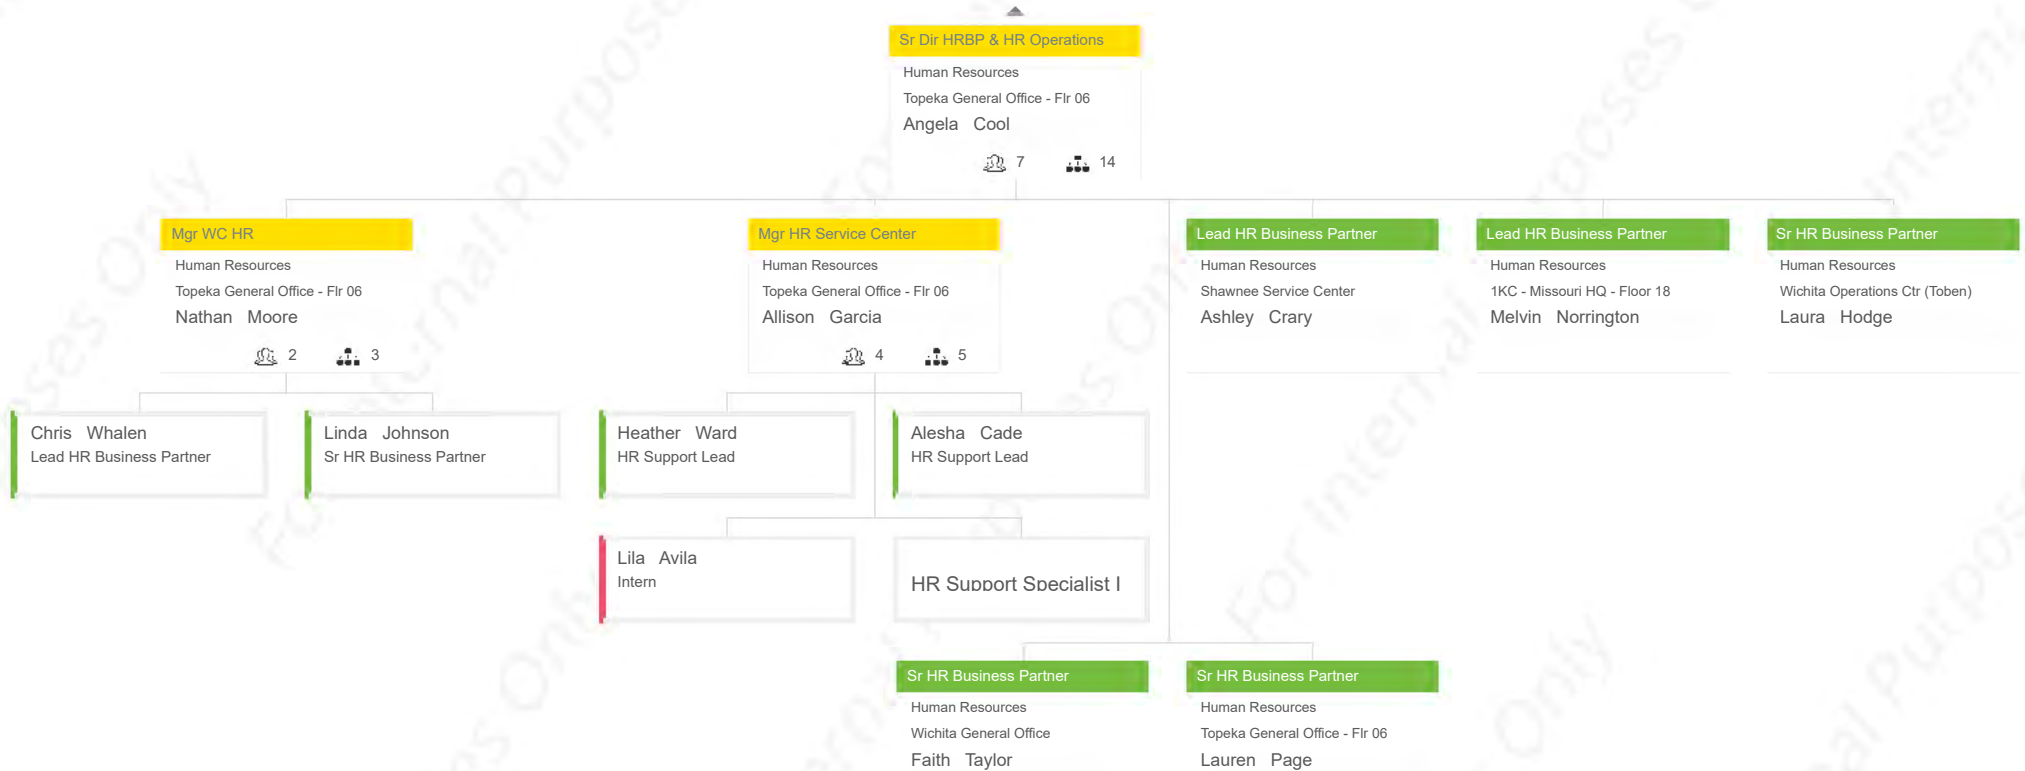 Sr Dir HRBP & HR Operations
Human Resources
Topeka General Office - Flr 06
Angela Cool
7 14
Mgr WC HR
Human Resources
Topeka General Office - Flr 06
Nathan Moore
2 3
Mgr HR Service Center
Human Resources
Topeka General Office - Flr 06
Allison Garcia
4 5
Lead HR Business Partner
Human Resources
Shawnee Service Center
Ashley Crary
Lead HR Business Partner
Human Resources
1KC - Missouri HQ - Floor 18
Melvin Norrington
Sr HR Business Partner
Human Resources
Wichita Operations Ctr (Toben)
Laura Hodge
Chris Whalen
Lead HR Business Partner
Linda Johnson
Sr HR Business Partner
Heather Ward
HR Support Lead
Alesha Cade
HR Support Lead
Lila Avila
Intern
HR Support Specialist I
Sr HR Business Partner
Human Resources
Wichita General Office
Faith Taylor
Sr HR Business Partner
Human Resources
Topeka General Office - Flr 06
Lauren Page
For Internal Purposes Only